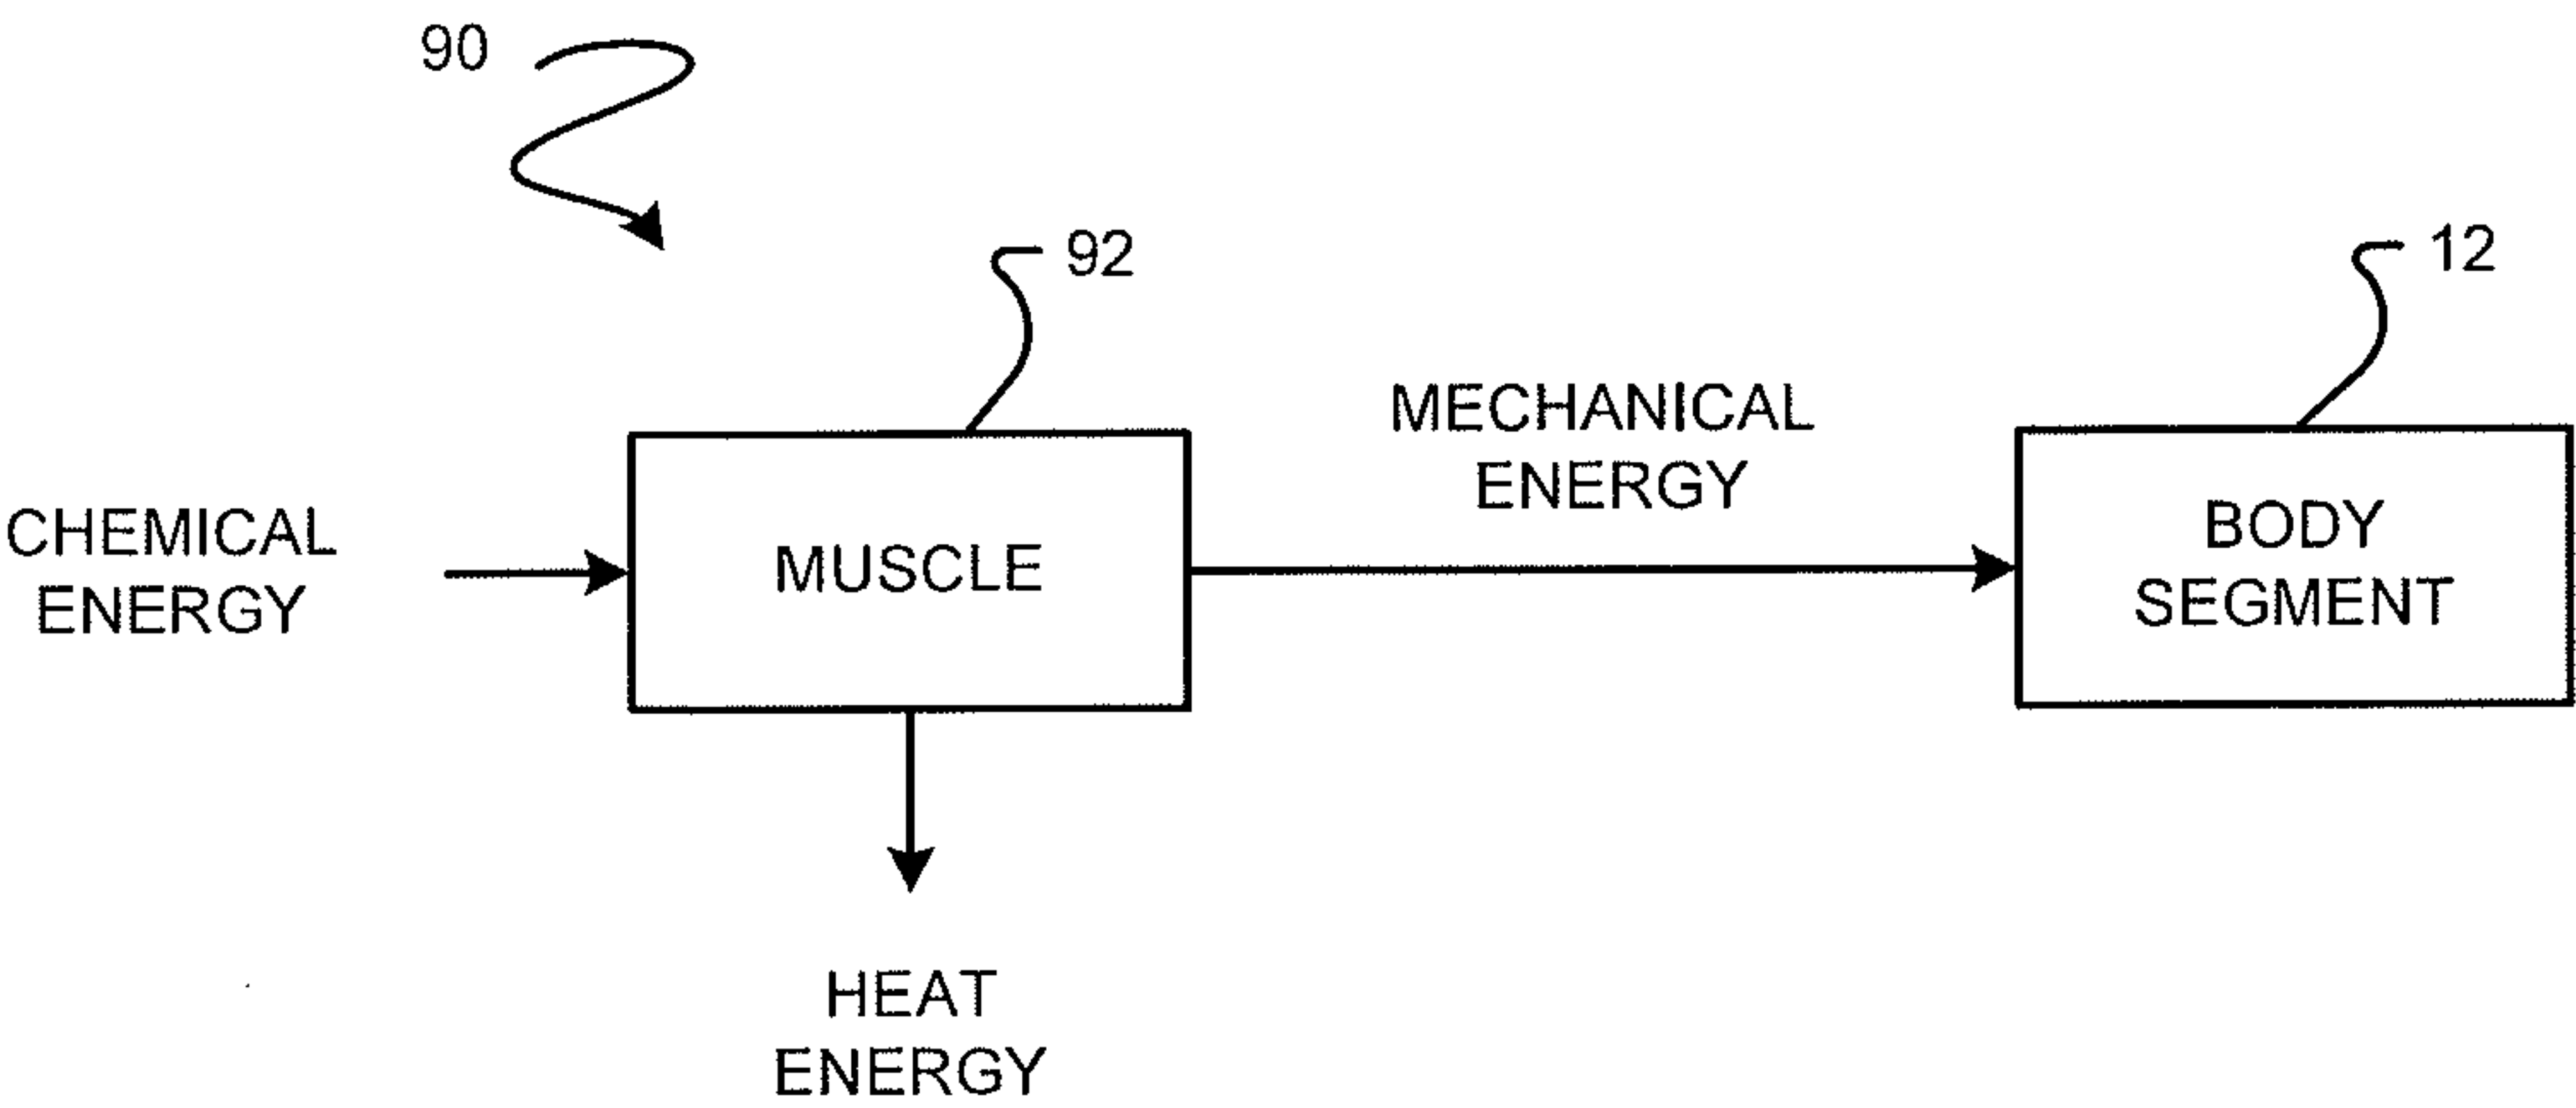 90
92
12
MECHANICAL
ENERGY
CHEMICAL
ENERGY
MUSCLE
BODY
SEGMENT
HEAT
ENERGY